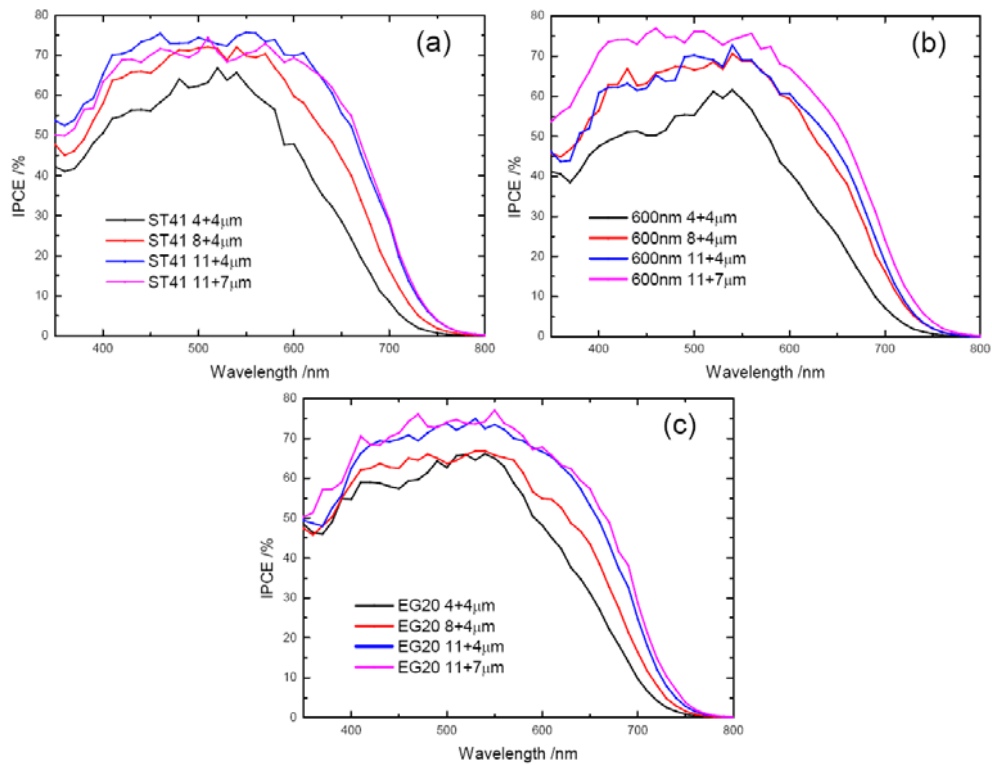 (a)
80
70
60
50
40
30
20
10
0
IPCE /%
ST41 4+4μm
ST41 8+4μm
ST41 11+4μm
ST41 11+7μm
400 500 600 700 800
Wavelength /nm
(b)
80
70
60
50
40
30
20
10
0
IPCE /%
600nm 4+4μm
600nm 8+4μm
600nm 11+4μm
600nm 11+7μm
400 500 600 700 800
Wavelength /nm
(c)
80
70
60
50
40
30
20
10
0
IPCE /%
EG20 4+4μm
EG20 8+4μm
EG20 11+4μm
EG20 11+7μm
400 500 600 700 800
Wavelength /nm